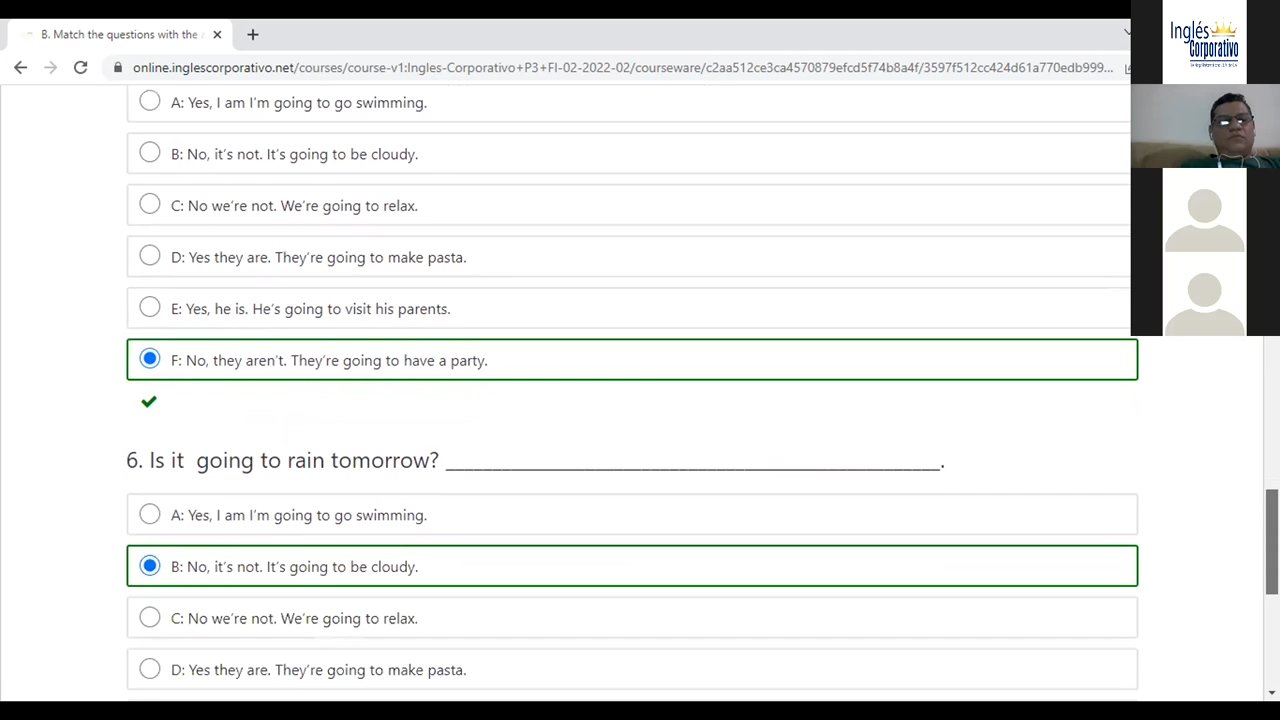 B. Match the questions with the
online.inglescorporativo.net/courses/course-v1:Ingles-Corporativo+P3+FI-02-2022-02/courseware/c2aa512ce3ca4570879efcd5f74b8a4f/3597f512cc424d61a770edb999...
Inglés
Corporativo
A: Yes, I am I'm going to go swimming.
B: No, it's not. It's going to be cloudy.
C: No we're not. We're going to relax.
D: Yes they are. They're going to make pasta.
E: Yes, he is. He's going to visit his parents.
F: No, they aren't. They're going to have a party.
6. Is it going to rain tomorrow? ____________________________________________.
A: Yes, I am I'm going to go swimming.
B: No, it's not. It's going to be cloudy.
C: No we're not. We're going to relax.
D: Yes they are. They're going to make pasta.